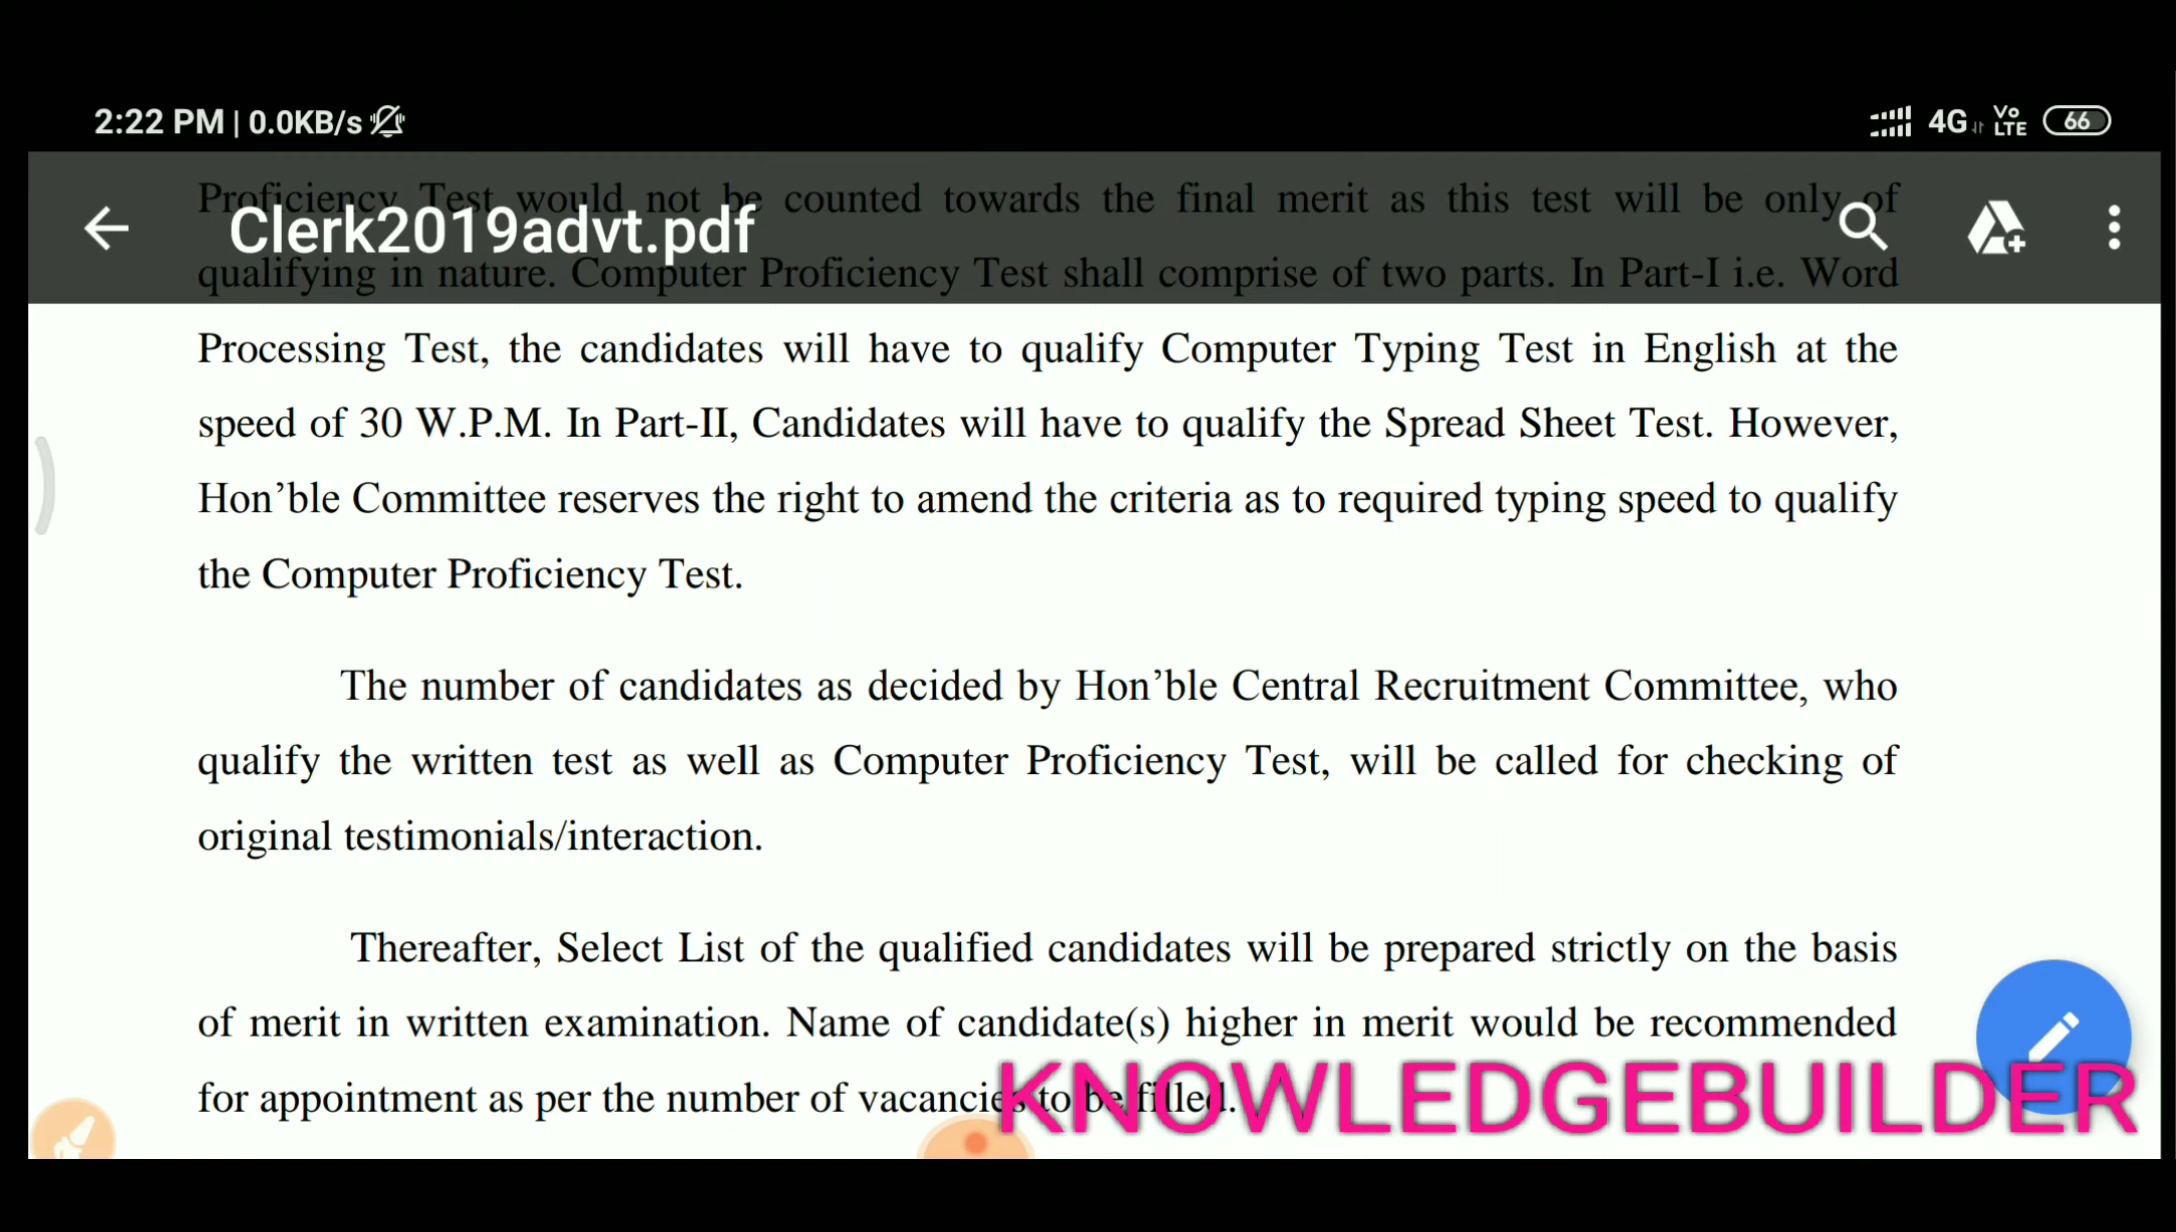 2:22 PM | 0.0KB/s
4G Vo LTE 66
Proficiency Test would not be counted towards the final merit as this test will be only of
Clerk2019advt.pdf
qualifying in nature. Computer Proficiency Test shall comprise of two parts. In Part-I i.e. Word
Processing Test, the candidates will have to qualify Computer Typing Test in English at the
speed of 30 W.P.M. In Part-II, Candidates will have to qualify the Spread Sheet Test. However,
Hon’ble Committee reserves the right to amend the criteria as to required typing speed to qualify
the Computer Proficiency Test.
The number of candidates as decided by Hon’ble Central Recruitment Committee, who
qualify the written test as well as Computer Proficiency Test, will be called for checking of
original testimonials/interaction.
Thereafter, Select List of the qualified candidates will be prepared strictly on the basis
of merit in written examination. Name of candidate(s) higher in merit would be recommended
for appointment as per the number of vacancies to be filled.
KNOWLEDGEBUILDER